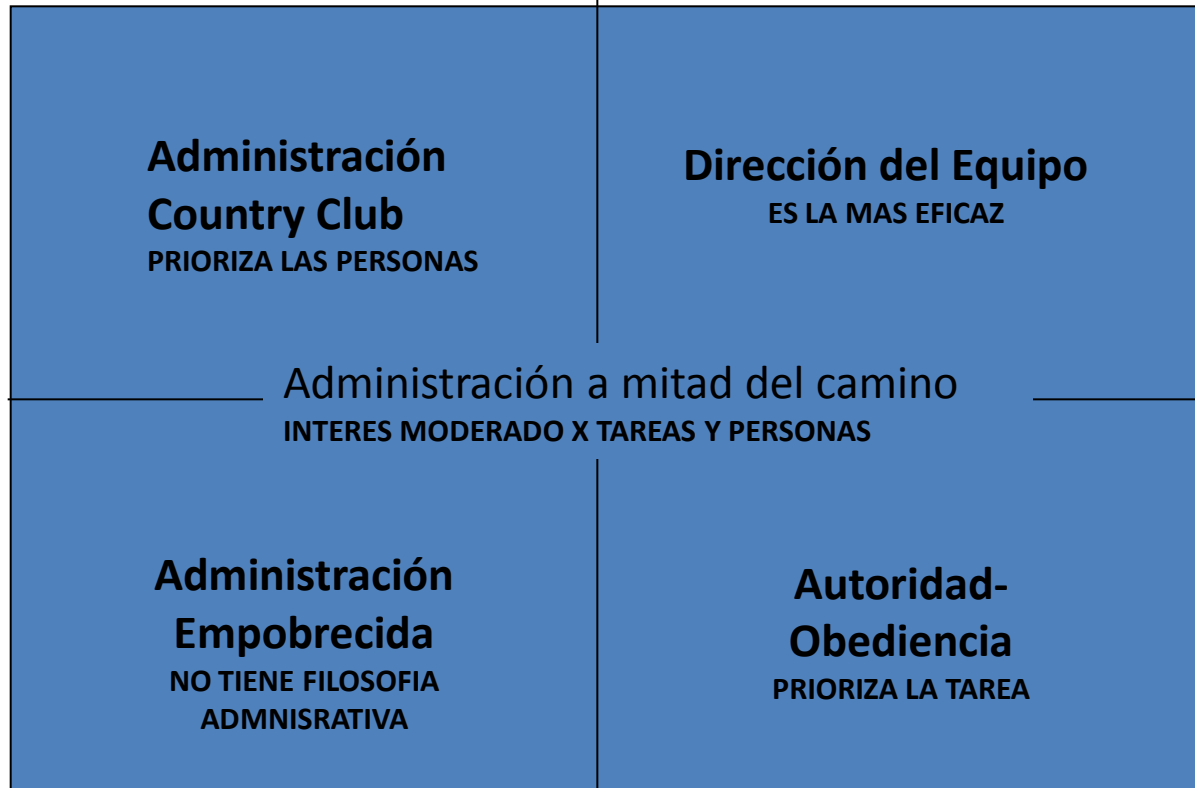 Administración
Country Club
PRIORIZA LAS PERSONAS
Dirección del Equipo
ES LA MAS EFICAZ
Administración a mitad del camino
INTERES MODERADO X TAREAS Y PERSONAS
Administración
Empobrecida
NO TIENE FILOSOFIA
ADMNISRATIVA
Autoridad-
Obediencia
PRIORIZA LA TAREA